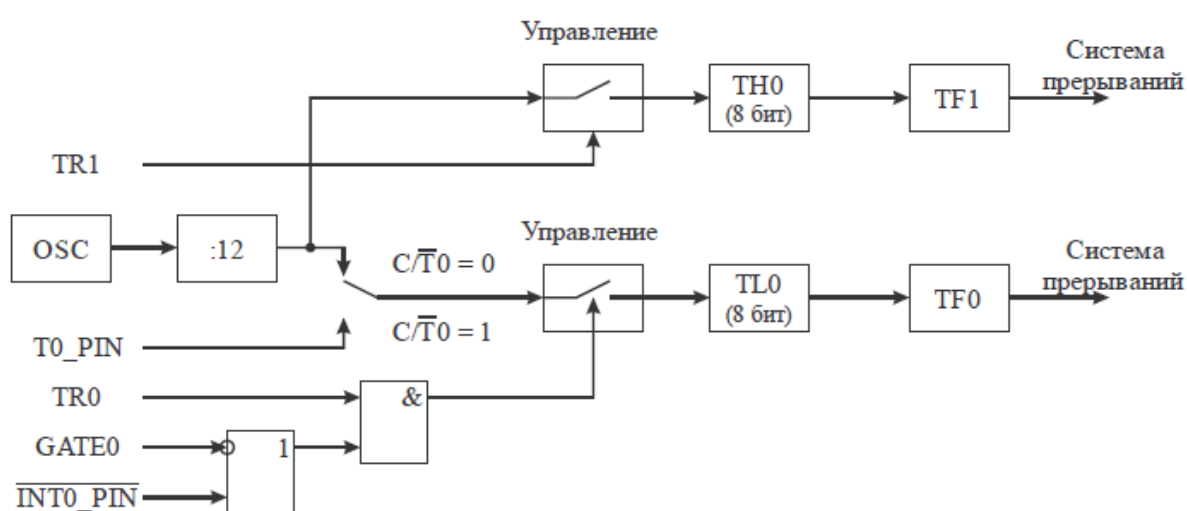 Управление
Система
прерываний
TH0
(8 бит)
TF1
TR1
OSC
:12
C/T̅0 = 0
Управление
Система
прерываний
TL0
(8 бит)
TF0
C/T̅0 = 1
T0_PIN
TR0
&
GATE0
1
INT0_PIN